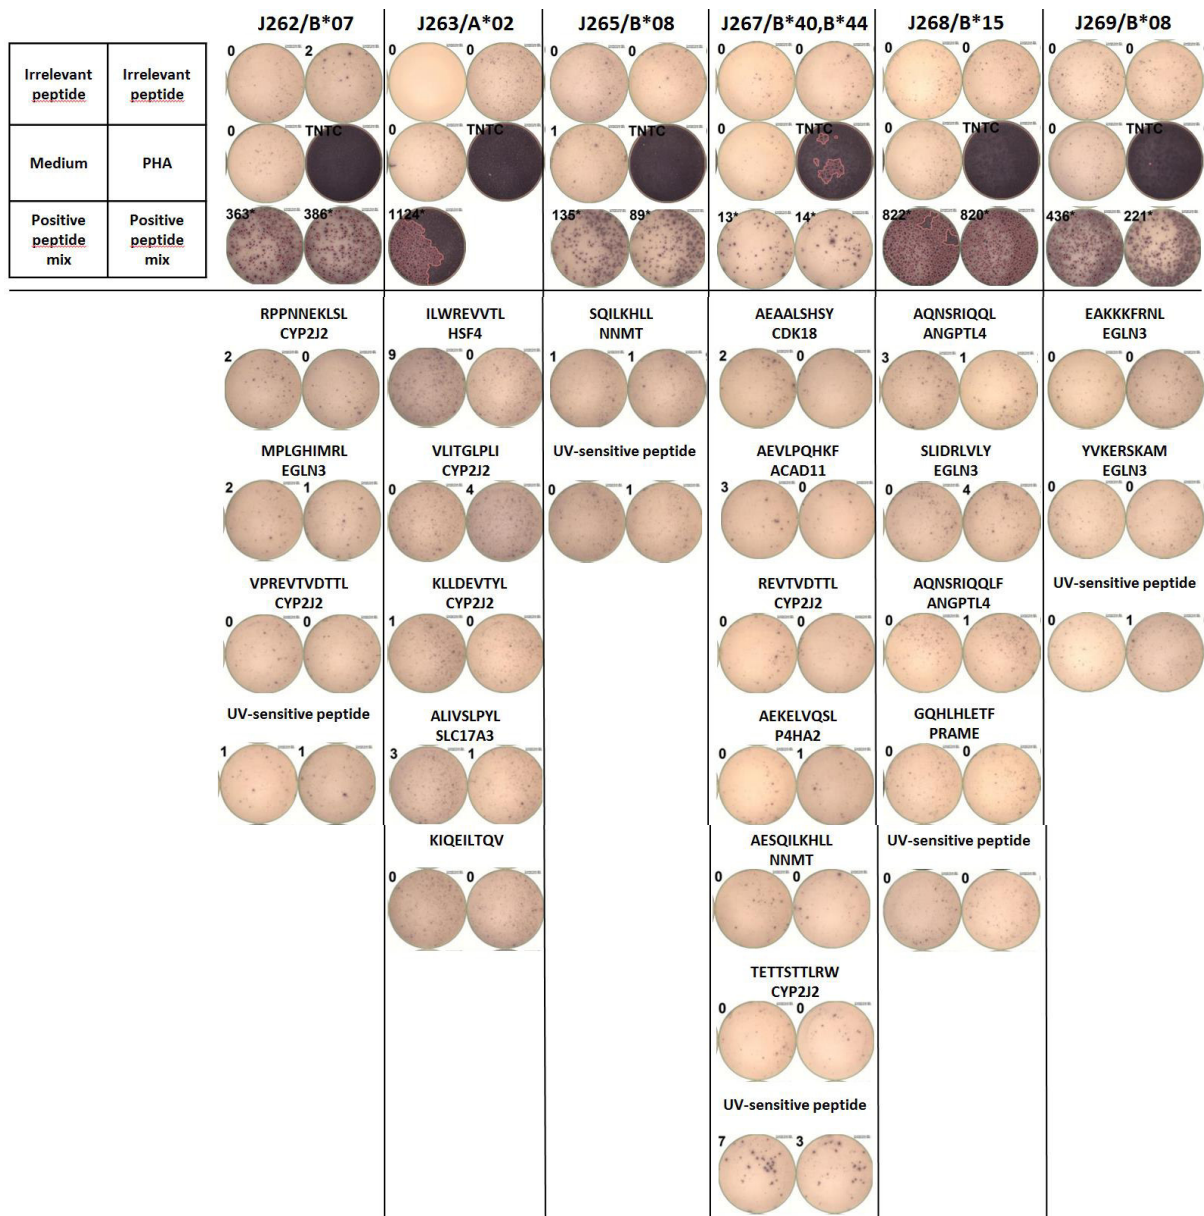 J262/B*07 J263/A*02 J265/B*08 J267/B*40,B*44 J268/B*15 J269/B*08
Irrelevant peptide Irrelevant peptide
0 2 0 0 0 0 0 0 0 0 0 0
Medium PHA
0 TNTC 0 TNTC 1 TNTC 0 TNTC 0 TNTC 0 TNTC
Positive peptide mix Positive peptide mix
363* 386* 1124* 135* 89* 13* 14* 822* 820* 436* 221*
RPPNNEKLSL ILWREVVTL SQILKHLL AEAALSHSY AQNSRIQQL EAKKKFRNL
CYP2J2 HSF4 NNMT CDK18 ANGPTL4 EGLN3
2 0 9 0 1 1 2 0 3 1 0 0
MPLGHIMRL VLITGLPLI UV-sensitive peptide AEVLPQHKF SLIDRLVLY YVKERSKAM
EGLN3 CYP2J2 ACAD11 EGLN3 EGLN3
2 1 0 4 0 1 3 0 0 4 0 0
VPREVTVDTTL KLLDEVTYL REVTVDTTL AQNSRIQQLF UV-sensitive peptide
CYP2J2 CYP2J2 CYP2J2 ANGPTL4
0 0 1 0 0 0 0 1 0 1
UV-sensitive peptide ALIVSLPYL AEKELVQSL GQHLHLETF
SLC17A3 P4HA2 PRAME
1 1 3 1 0 1 0 0
KIQEILTQV AESQILKHLL UV-sensitive peptide
NNMT
0 0 0 0 0 0
TETTSTTLRW
CYP2J2
0 0
UV-sensitive peptide
7 3